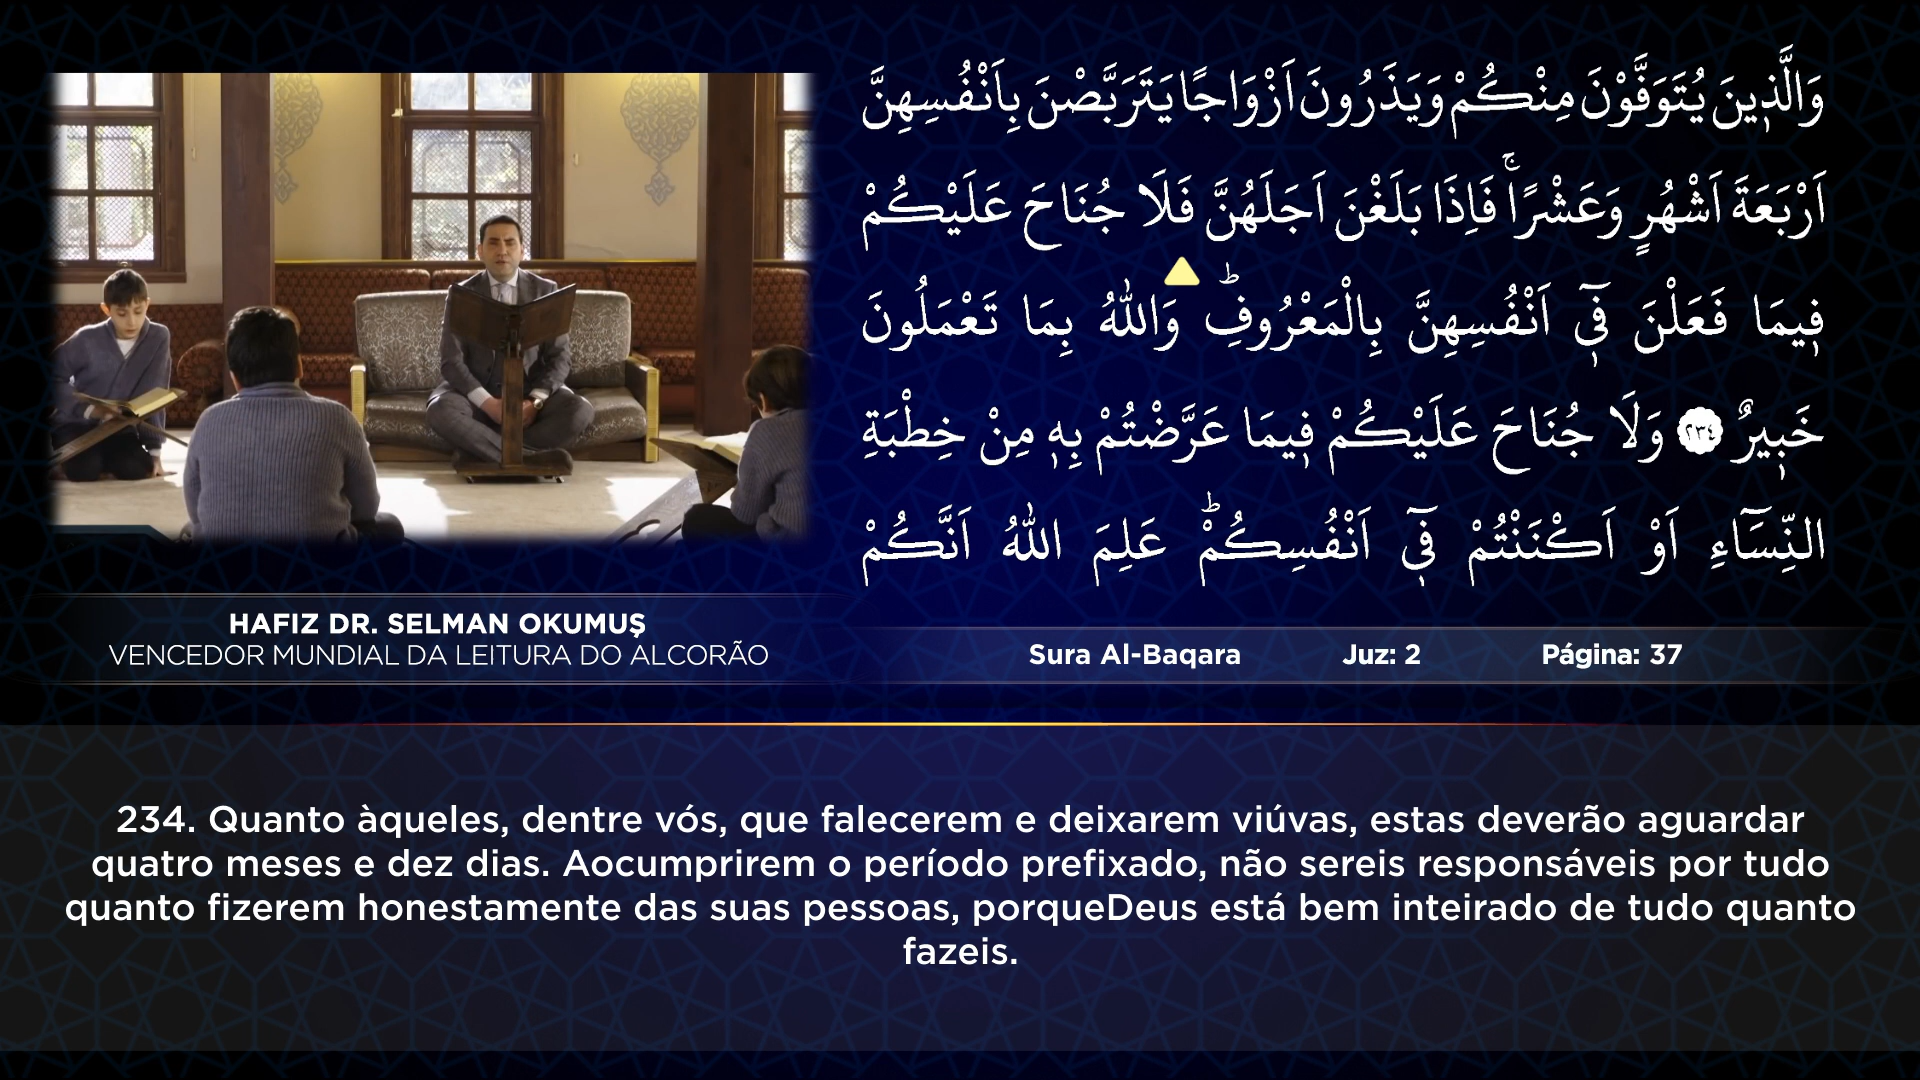 وَالَّذ۪ينَ يُتَوَفَّوْنَ مِنْكُمْ وَيَذَرُونَ اَزْوَاجًا يَتَرَبَّصْنَ بِاَنْفُسِهِنَّ
اَرْبَعَةَ اَشْهُرٍ وَعَشْرًاۚ فَاِذَا بَلَغْنَ اَجَلَهُنَّ فَلَا جُنَاحَ عَلَيْكُمْ
ف۪يمَا فَعَلْنَ ف۪ٓي اَنْفُسِهِنَّ بِالْمَعْرُوفِۜ وَاللّٰهُ بِمَا تَعْمَلُونَ
خَب۪يرٌ ٢٣٤ وَلَا جُنَاحَ عَلَيْكُمْ ف۪يمَا عَرَّضْتُمْ بِه۪ مِنْ خِطْبَةِ
النِّسَٓاءِ اَوْ اَكْنَنْتُمْ ف۪ٓي اَنْفُسِكُمْۜ عَلِمَ اللّٰهُ اَنَّكُمْ
HAFIZ DR. SELMAN OKUMUŞ
VENCEDOR MUNDIAL DA LEITURA DO ALCORÃO
Sura Al-Baqara Juz: 2 Página: 37
234. Quanto àqueles, dentre vós, que falecerem e deixarem viúvas, estas deverão aguardar
quatro meses e dez dias. Aocumprirem o período prefixado, não sereis responsáveis por tudo
quanto fizerem honestamente das suas pessoas, porqueDeus está bem inteirado de tudo quanto
fazeis.